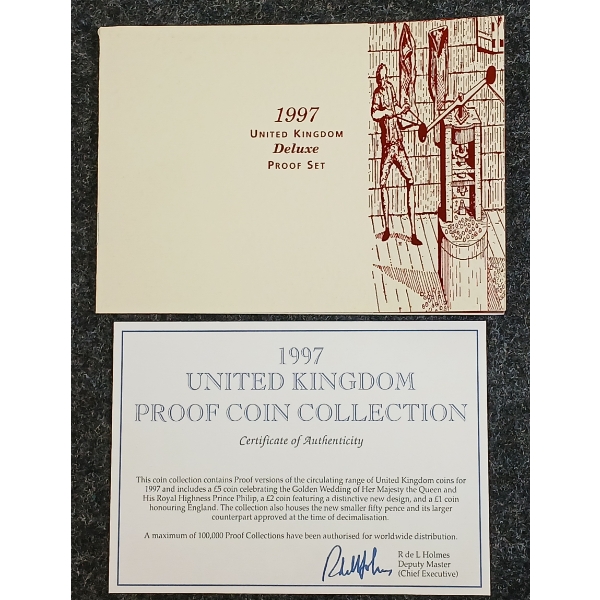 1997
United Kingdom
Deluxe
Proof Set
1997
UNITED KINGDOM
PROOF COIN COLLECTION
Certificate of Authenticity
This coin collection contains Proof versions of the circulating range of United Kingdom coins for
1997 and includes a £5 coin celebrating the Golden Wedding of Her Majesty the Queen and
His Royal Highness Prince Philip, a £2 coin featuring a distinctive new design, and a £1 coin
honouring England. The collection also houses the new smaller fifty pence and its larger
counterpart approved at the time of decimalisation.
A maximum of 100,000 Proof Collections have been authorised for worldwide distribution.
R de L Holmes
Deputy Master
(Chief Executive)